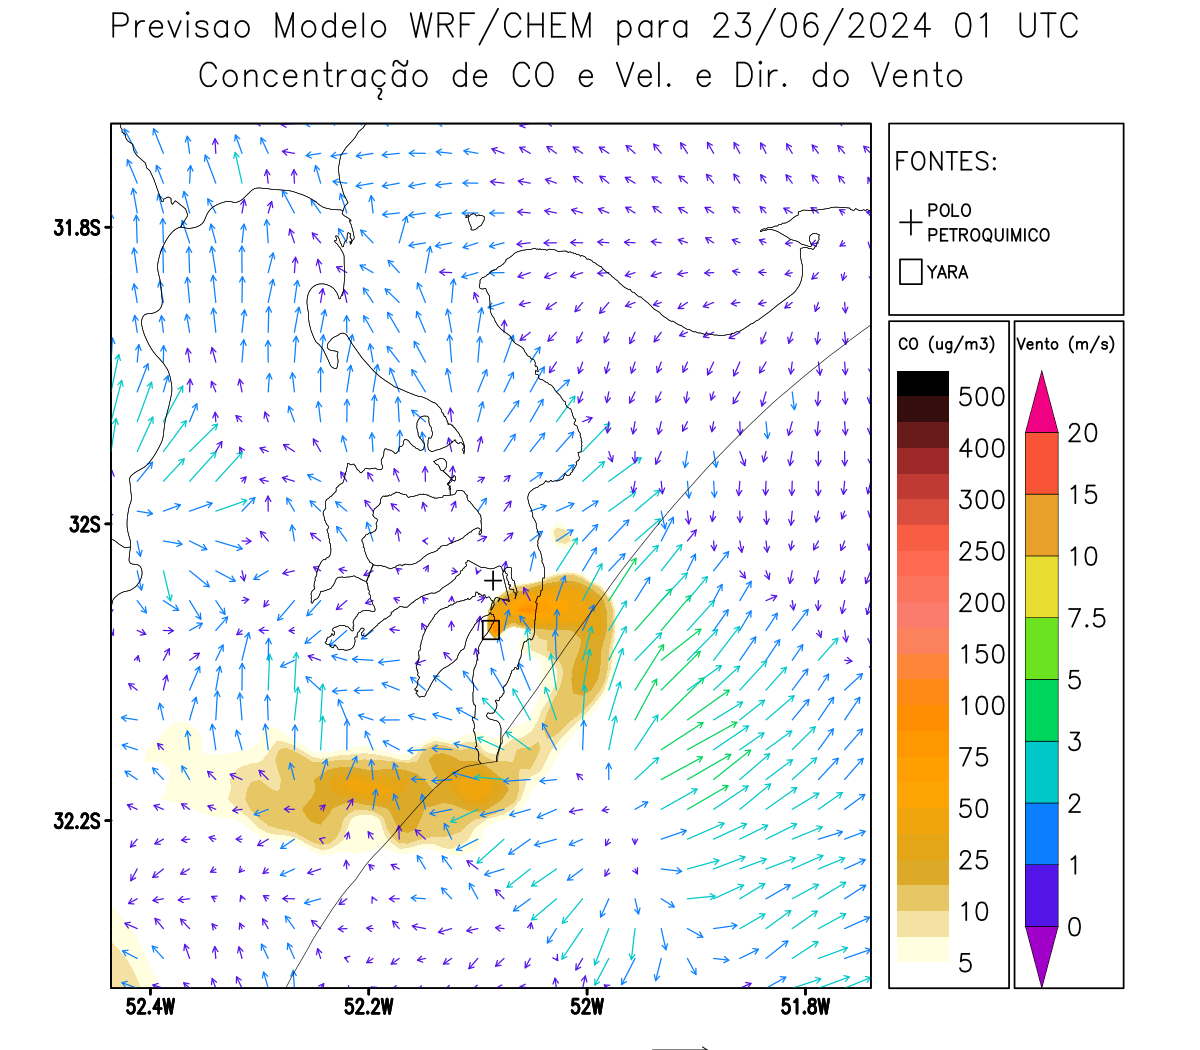 Previsao Modelo WRF/CHEM para 23/06/2024 01 UTC
Concentração de CO e Vel. e Dir. do Vento
FONTES:
POLO
PETROQUIMICO
YARA
CO (ug/m3)
500
400
300
250
200
150
100
75
50
25
10
5
Vento (m/s)
20
15
10
7.5
5
3
2
1
0
31.8S
32S
32.2S
52.4W
52.2W
52W
51.8W